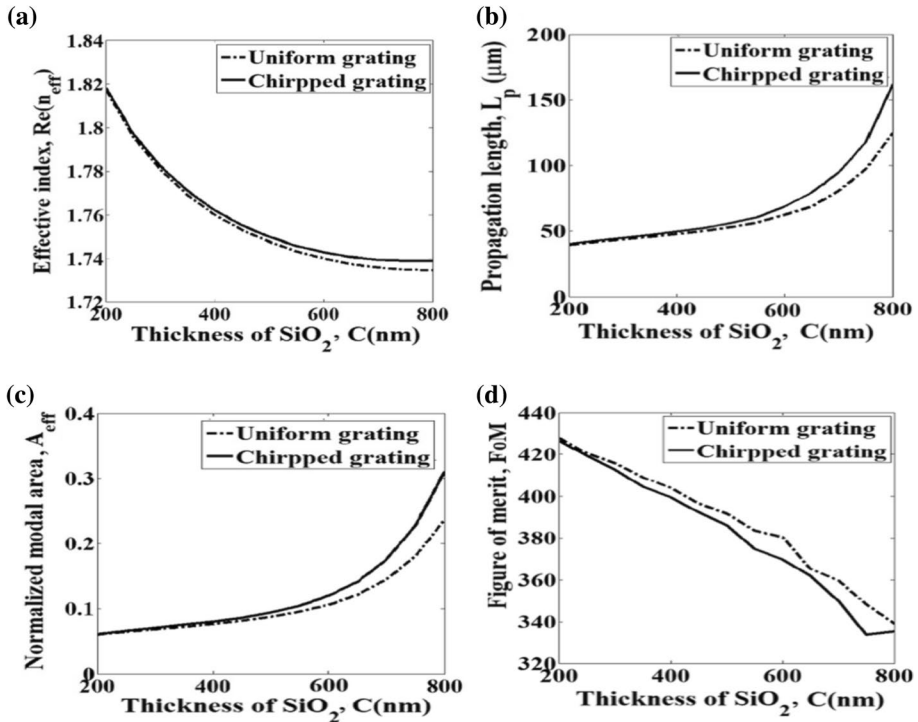 (a)
1.84
1.82
1.8
1.78
1.76
1.74
1.72
Effective index, Re(n_eff)
Uniform grating
Chirpped grating
200 400 600 800
Thickness of SiO2, C(nm)
(b)
200
150
100
50
0
Propagation length, L_p (μm)
Uniform grating
Chirpped grating
200 400 600 800
Thickness of SiO2, C(nm)
(c)
0.4
0.3
0.2
0.1
0
Normalized modal area, A_eff
Uniform grating
Chirpped grating
200 400 600 800
Thickness of SiO2, C(nm)
(d)
440
420
400
380
360
340
320
Figure of merit, FoM
Uniform grating
Chirpped grating
200 400 600 800
Thickness of SiO2, C(nm)